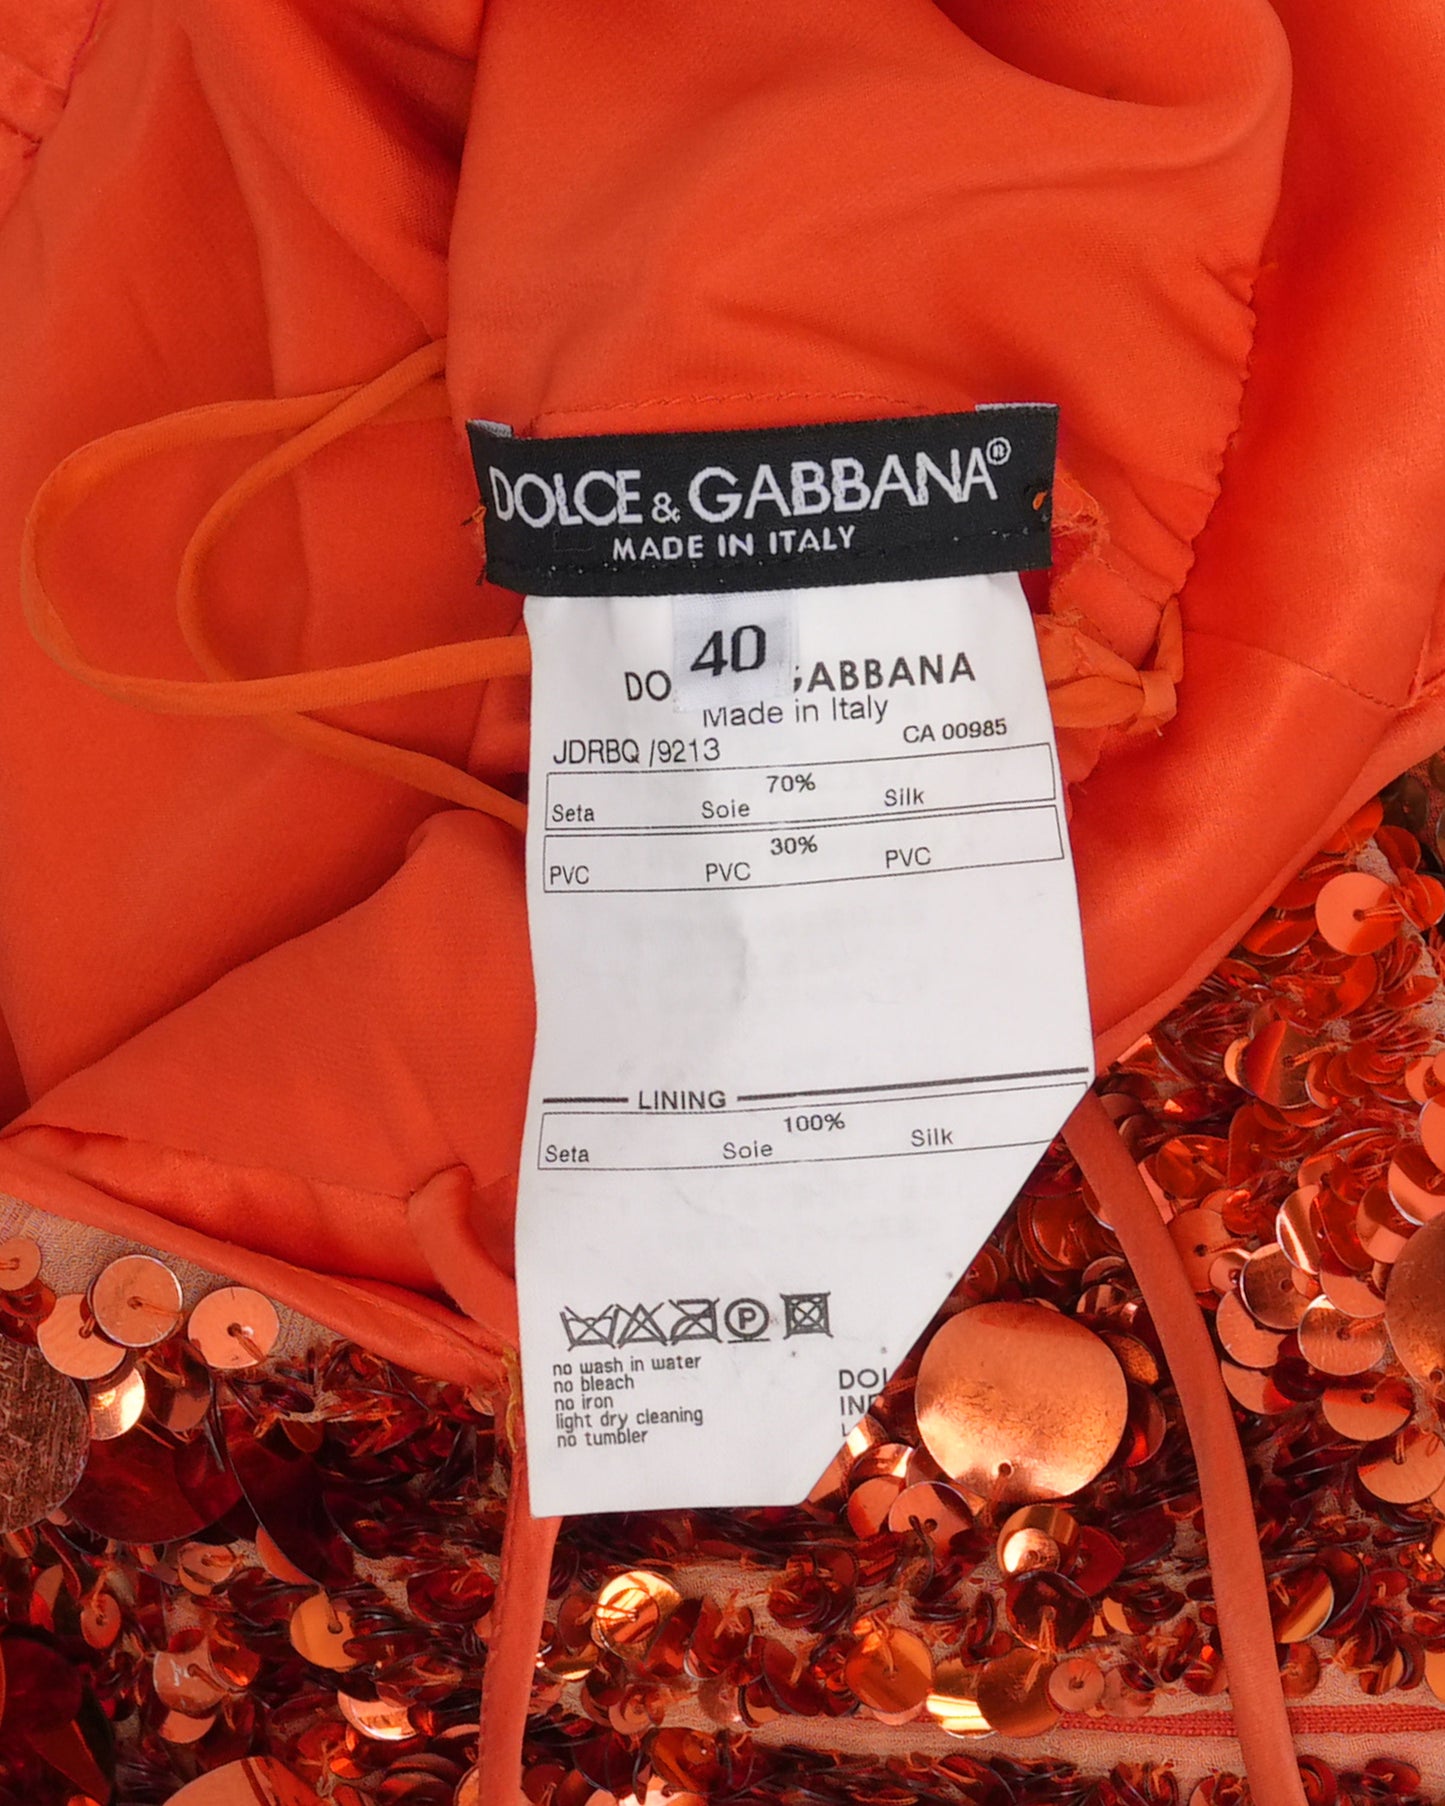 DOLCE & GABBANA®
MADE IN ITALY
40
DO GABBANA
Made in Italy
JDRBQ /9213 CA 00985
70%
Seta Soie Silk
30%
PVC PVC PVC
LINING
100%
Seta Soie Silk
P
no wash in water
no bleach
no iron
light dry cleaning
no tumbler
DOL
IN